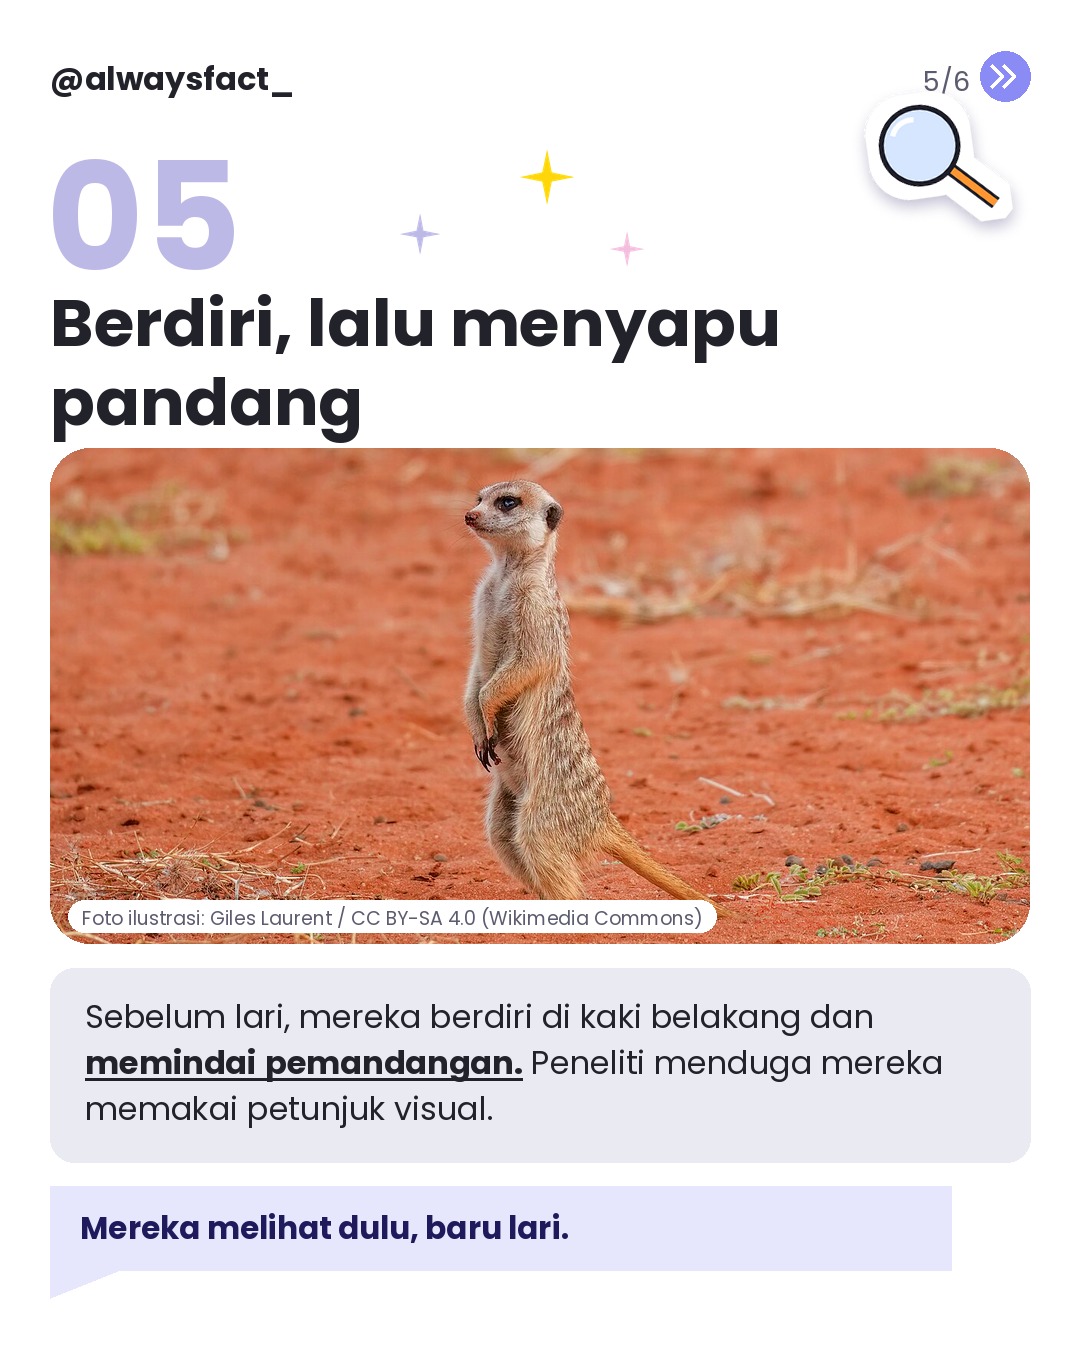 @alwaysfact_
5/6
05
Berdiri, lalu menyapu
pandang
Foto ilustrasi: Giles Laurent / CC BY-SA 4.0 (Wikimedia Commons)
Sebelum lari, mereka berdiri di kaki belakang dan
memindai pemandangan. Peneliti menduga mereka
memakai petunjuk visual.
Mereka melihat dulu, baru lari.